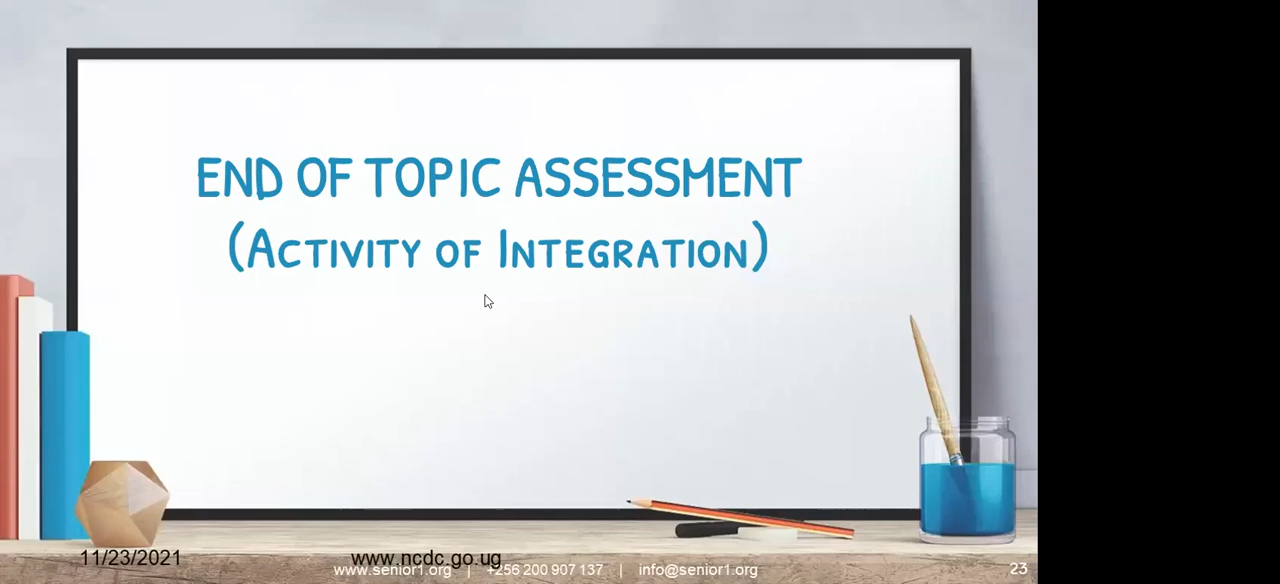 END OF TOPIC ASSESSMENT
(ACTIVITY OF INTEGRATION)
11/23/2021
www.ncdc.go.ug
www.senior1.org | +256 200 907 137 | info@senior1.org
23